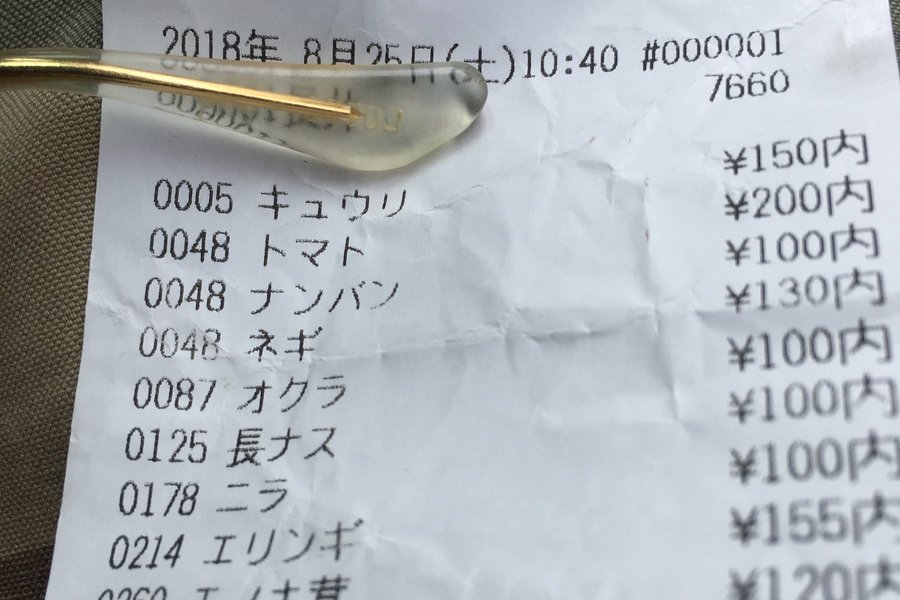 2018年 8月25日(土)10:40 #000001
7660
¥150内
0005 キュウリ ¥200内
0048 トマト ¥100内
0048 ナンバン ¥130内
0048 ネギ ¥100内
0087 オクラ ¥100内
0125 長ナス ¥100内
0178 ニラ ¥155内
0214 エリンギ ¥120内